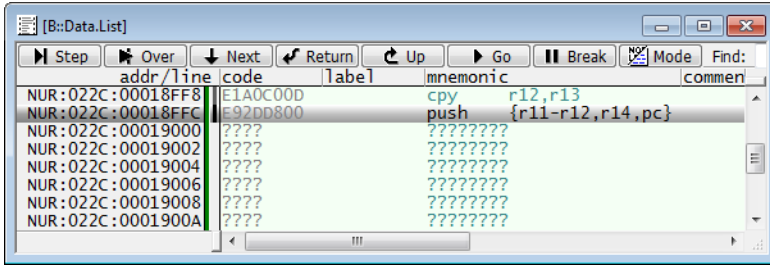 [B::Data.List]
Step Over Next Return Up Go Break Mode Find:
addr/line code label mnemonic commen
NUR:022C:00018FF8 E1A0C00D cpy r12,r13
NUR:022C:00018FFC E92DD800 push {r11-r12,r14,pc}
NUR:022C:00019000 ???? ????????
NUR:022C:00019002 ???? ????????
NUR:022C:00019004 ???? ????????
NUR:022C:00019006 ???? ????????
NUR:022C:00019008 ???? ????????
NUR:022C:0001900A ???? ????????